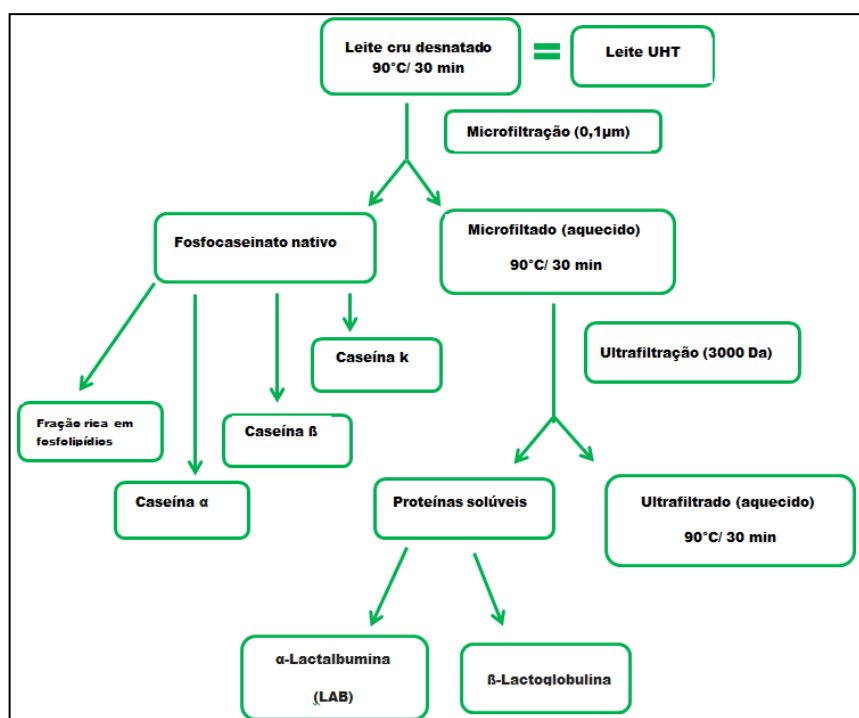 Leite cru desnatado
90°C/ 30 min
=
Leite UHT
Microfiltração (0,1µm)
Fosfocaseinato nativo
Microfiltado (aquecido)
90°C/ 30 min
Caseína k
Ultrafiltração (3000 Da)
Fração rica em
fosfolipídios
Caseína ß
Caseína α
Proteínas solúveis
Ultrafiltrado (aquecido)
90°C/ 30 min
α-Lactalbumina
(LAB)
ß-Lactoglobulina